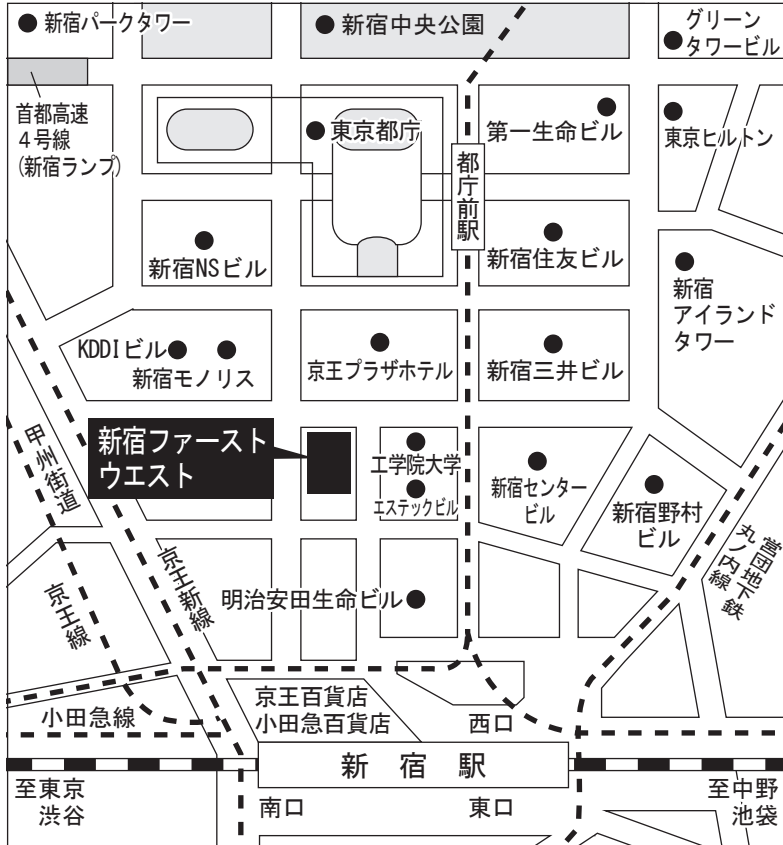 新宿パークタワー
新宿中央公園
グリーン
タワービル
首都高速
4号線
(新宿ランプ)
東京都庁
第一生命ビル
東京ヒルトン
都庁前駅
新宿NSビル
新宿住友ビル
新宿
アイランド
タワー
KDDIビル
新宿モノリス
京王プラザホテル
新宿三井ビル
甲州街道
新宿ファースト
ウエスト
工学院大学
エステックビル
新宿センター
ビル
新宿野村
ビル
営団地下鉄
丸ノ内線
京王線
京王新線
明治安田生命ビル
小田急線
京王百貨店
小田急百貨店
西口
新宿駅
至東京
渋谷
南口
東口
至中野
池袋